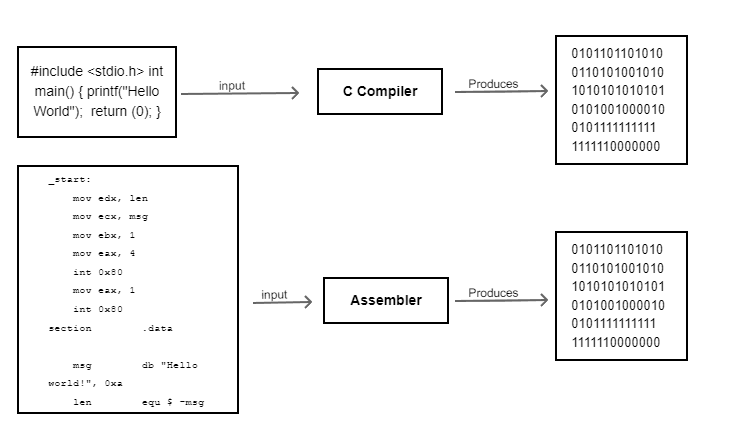 #include <stdio.h> int
main() { printf("Hello
World");  return (0); }
input
C Compiler
Produces
0101101101010
0110101001010
1010101010101
0101001000010
0101111111111
1111110000000
_start:
mov edx, len
mov ecx, msg
mov ebx, 1
mov eax, 4
int 0x80
mov eax, 1
int 0x80
section .data
msg db "Hello
world!", 0xa
len equ $ -msg
input
Assembler
Produces
0101101101010
0110101001010
1010101010101
0101001000010
0101111111111
1111110000000